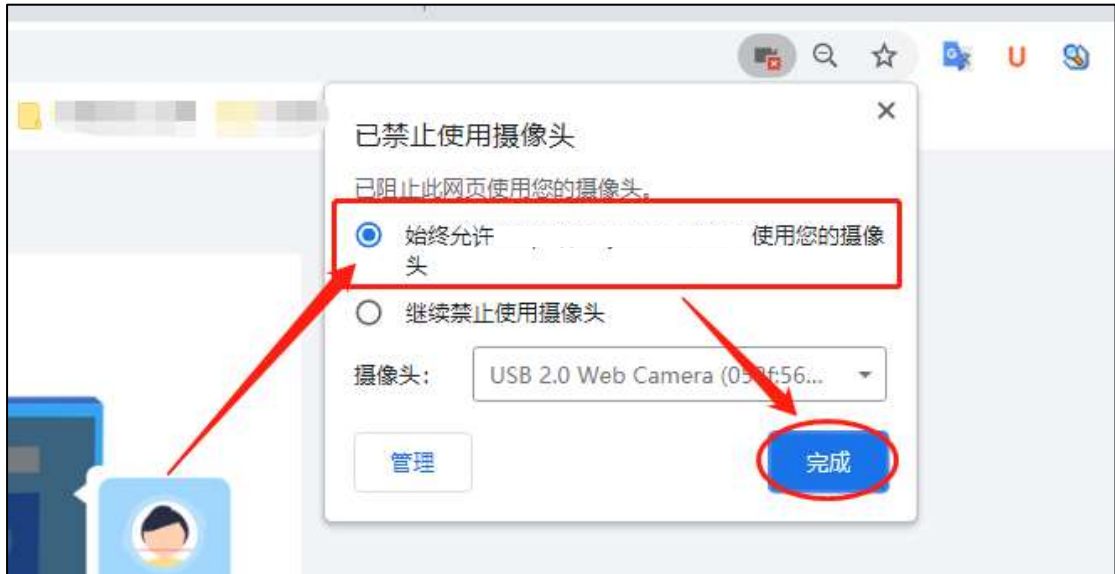 U
已禁止使用摄像头
已阻止此网页使用您的摄像头。
始终允许 使用您的摄像
头
继续禁止使用摄像头
摄像头: USB 2.0 Web Camera
管理 完成